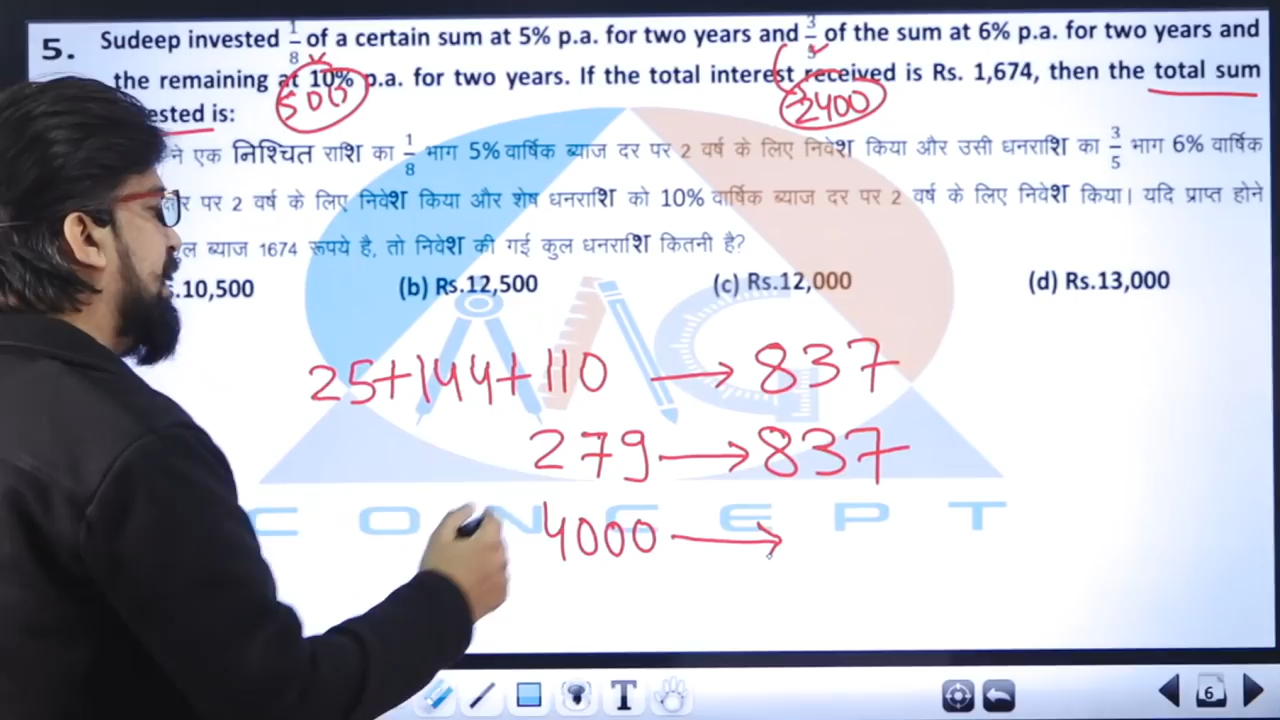 5. Sudeep invested 1/8 of a certain sum at 5% p.a. for two years and 3/5 of the sum at 6% p.a. for two years and
the remaining at 10% p.a. for two years. If the total interest received is Rs. 1,674, then the total sum
ested is:
500
2400
ने एक निश्चित राशि का 1/8 भाग 5% वार्षिक ब्याज दर पर 2 वर्ष के लिए निवेश किया और उसी धनराशि का 3/5 भाग 6% वार्षिक
र पर 2 वर्ष के लिए निवेश किया और शेष धनराशि को 10% वार्षिक ब्याज दर पर 2 वर्ष के लिए निवेश किया। यदि प्राप्त होने
ल ब्याज 1674 रूपये है, तो निवेश की गई कुल धनराशि कितनी है?
.10,500 (b) Rs.12,500 (c) Rs.12,000 (d) Rs.13,000
25+144+110 → 837
279 → 837
4000 →
CONCEPT
T
6